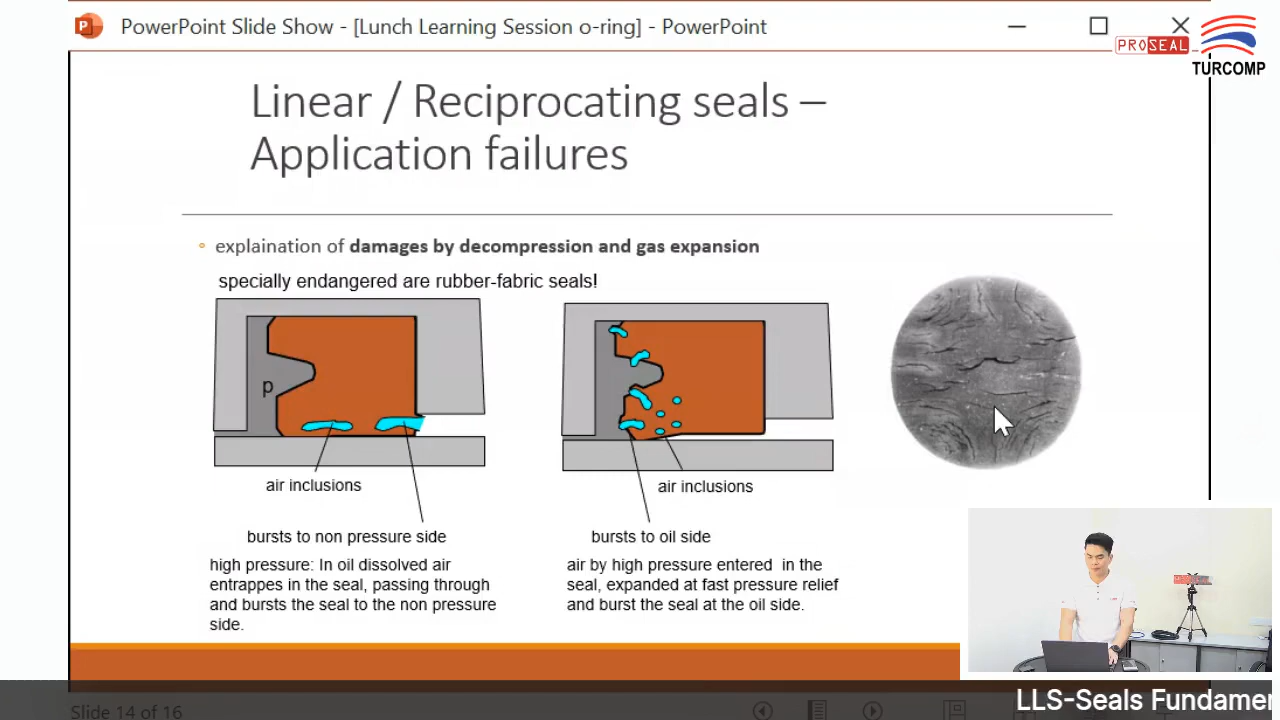 PowerPoint Slide Show - [Lunch Learning Session o-ring] - PowerPoint
PROSEAL
TURCOMP
Linear / Reciprocating seals –
Application failures
explaination of damages by decompression and gas expansion
specially endangered are rubber-fabric seals!
p
air inclusions
air inclusions
bursts to non pressure side
bursts to oil side
high pressure: In oil dissolved air
entrappes in the seal, passing through
and bursts the seal to the non pressure
side.
air by high pressure entered in the
seal, expanded at fast pressure relief
and burst the seal at the oil side.
LLS-Seals Fundamer
Slide 14 of 16